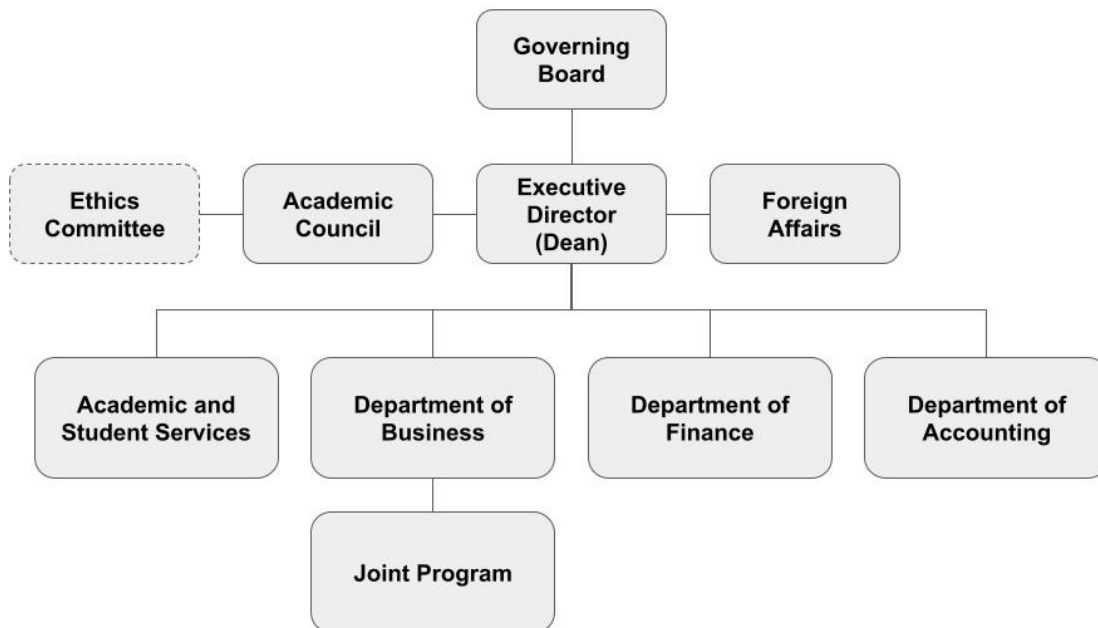 Governing
Board
Ethics
Committee
Academic
Council
Executive
Director
(Dean)
Foreign
Affairs
Academic and
Student Services
Department of
Business
Department of
Finance
Department of
Accounting
Joint Program